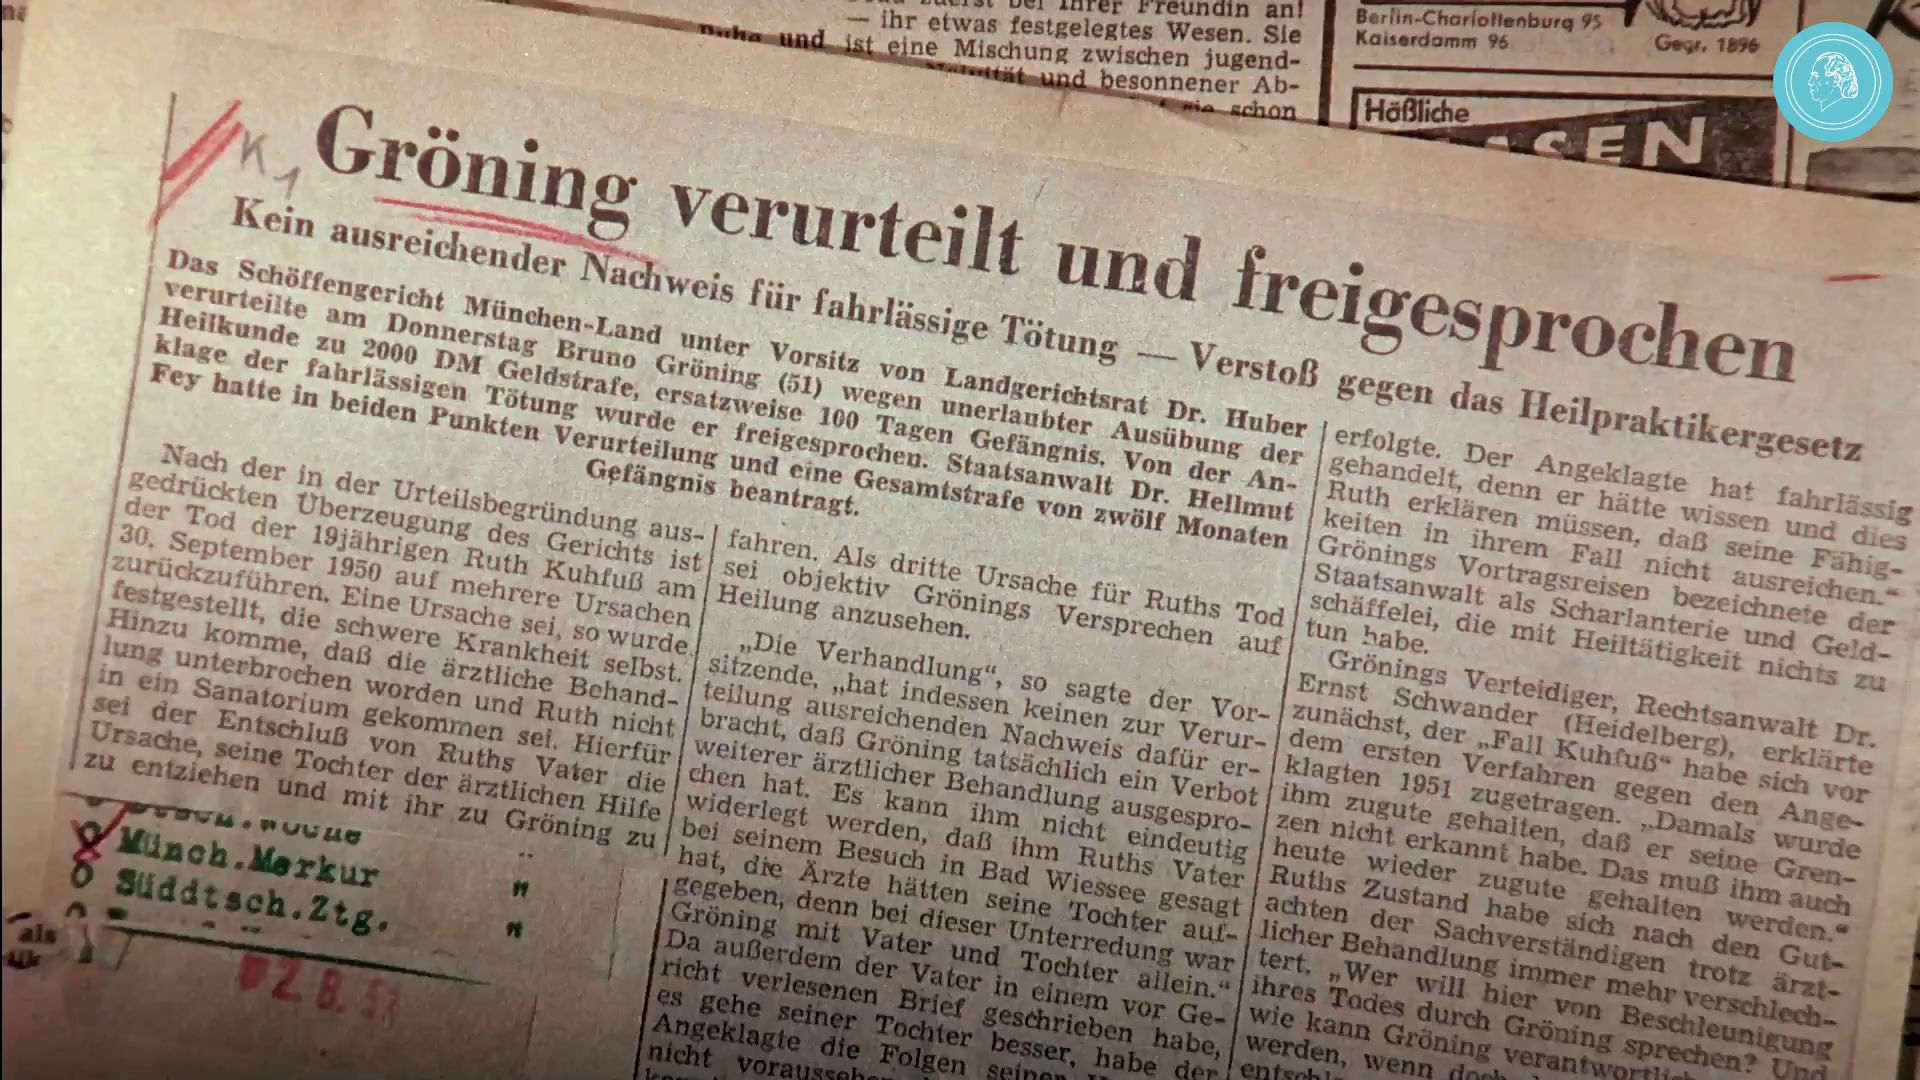 zuerst bei Ihrer Freundin an!
— ihr etwas festgelegtes Wesen. Sie
und ist eine Mischung zwischen jugend-
und besonnener Ab-
sie schon
Berlin-Charlottenburg 95
Kaiserdamm 96
Gegr. 1896
Häßliche
K 1
Gröning verurteilt und freigesprochen
Kein ausreichender Nachweis für fahrlässige Tötung — Verstoß gegen das Heilpraktikergesetz
Das Schöffengericht München-Land unter Vorsitz von Landgerichtsrat Dr. Huber
verurteilte am Donnerstag Bruno Gröning (51) wegen unerlaubter Ausübung der
Heilkunde zu 2000 DM Geldstrafe, ersatzweise 100 Tagen Gefängnis. Von der An-
klage der fahrlässigen Tötung wurde er freigesprochen. Staatsanwalt Dr. Hellmut
Fey hatte in beiden Punkten Verurteilung und eine Gesamtstrafe von zwölf Monaten
Gefängnis beantragt.
Nach der in der Urteilsbegründung aus-
gedrückten Überzeugung des Gerichts ist
der Tod der 19jährigen Ruth Kuhfuß am
30. September 1950 auf mehrere Ursachen
zurückzuführen. Eine Ursache sei, so wurde
festgestellt, die schwere Krankheit selbst.
Hinzu komme, daß die ärztliche Behand-
lung unterbrochen worden und Ruth nicht
in ein Sanatorium gekommen sei. Hierfür
sei der Entschluß von Ruths Vater die
Ursache, seine Tochter der ärztlichen Hilfe
zu entziehen und mit ihr zu Gröning zu
fahren. Als dritte Ursache für Ruths Tod
sei objektiv Grönings Versprechen auf
Heilung anzusehen.
„Die Verhandlung“, so sagte der Vor-
sitzende, „hat indessen keinen zur Verur-
teilung ausreichenden Nachweis dafür er-
bracht, daß Gröning tatsächlich ein Verbot
weiterer ärztlicher Behandlung ausgespro-
chen hat. Es kann ihm nicht eindeutig
widerlegt werden, daß ihm Ruths Vater
bei seinem Besuch in Bad Wiessee gesagt
hat, die Ärzte hätten seine Tochter auf-
gegeben, denn bei dieser Unterredung war
Gröning mit Vater und Tochter allein.“
Da außerdem der Vater in einem vor Ge-
richt verlesenen Brief geschrieben habe,
es gehe seiner Tochter besser, habe der
Angeklagte die Folgen seiner
nicht
erfolgte. Der Angeklagte hat fahrlässig
gehandelt, denn er hätte wissen und dies
Ruth erklären müssen, daß seine Fähig-
keiten in ihrem Fall nicht ausreichen.“
Grönings Vortragsreisen bezeichnete der
Staatsanwalt als Scharlanterie und Geld-
schäffelei, die mit Heiltätigkeit nichts zu
tun habe.
Grönings Verteidiger, Rechtsanwalt Dr.
Ernst Schwander (Heidelberg), erklärte
zunächst, der „Fall Kuhfuß“ habe sich vor
dem ersten Verfahren gegen den Ange-
klagten 1951 zugetragen. „Damals wurde
ihm zugute gehalten, daß er seine Gren-
zen nicht erkannt habe. Das muß ihm auch
heute wieder zugute gehalten werden.“
Ruths Zustand habe sich nach den Gut-
achten der Sachverständigen trotz ärzt-
licher Behandlung immer mehr verschlech-
tert. „Wer will hier von Beschleunigung
ihres Todes durch Gröning sprechen? Und
wie kann Gröning
werden, wenn doch
Münch.Merkur "
Süddtsch.Ztg. "
als